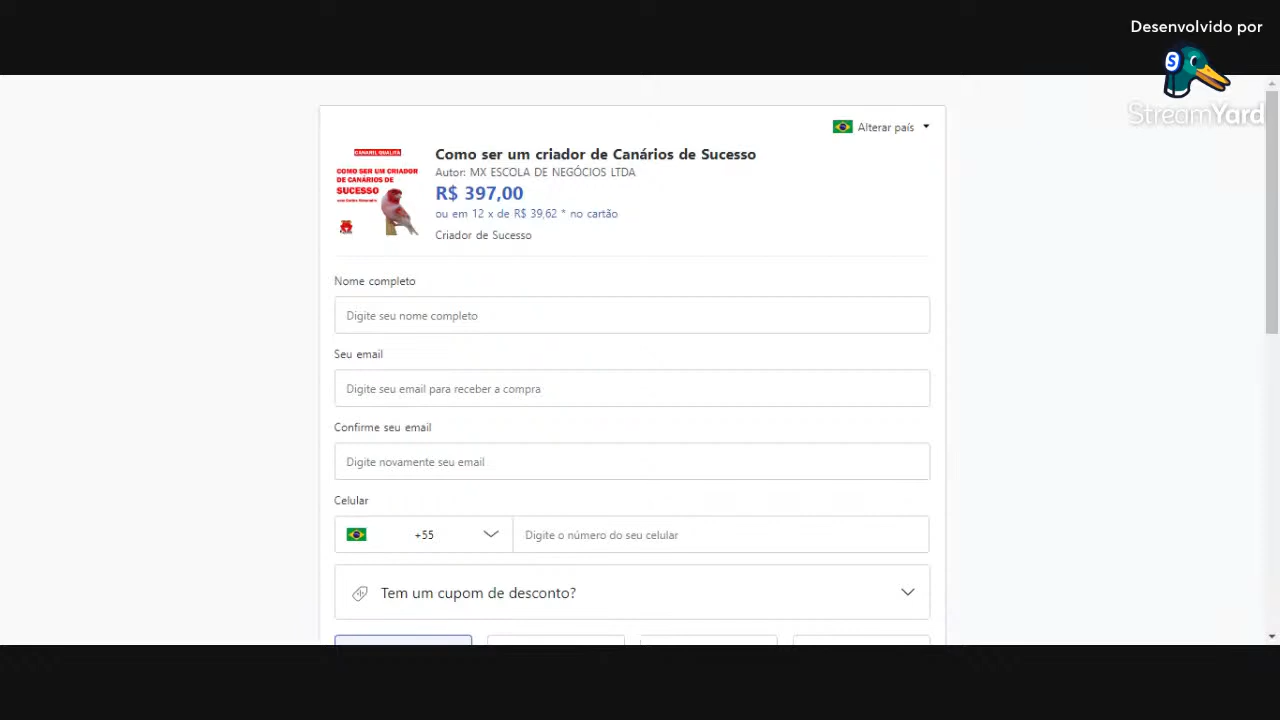 Desenvolvido por
StreamYard
Alterar país
CANARIL QUALITÁ
COMO SER UM CRIADOR
DE CANÁRIOS DE
SUCESSO
Como ser um criador de Canários de Sucesso
Autor: MX ESCOLA DE NEGÓCIOS LTDA
R$ 397,00
ou em 12 x de R$ 39,62 * no cartão
Criador de Sucesso
Nome completo
Digite seu nome completo
Seu email
Digite seu email para receber a compra
Confirme seu email
Digite novamente seu email
Celular
+55
Digite o número do seu celular
Tem um cupom de desconto?